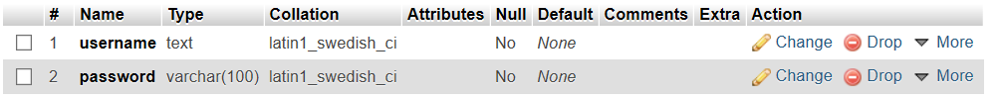 # Name Type Collation Attributes Null Default Comments Extra Action
1 username text latin1_swedish_ci No None Change Drop More
2 password varchar(100) latin1_swedish_ci No None Change Drop More